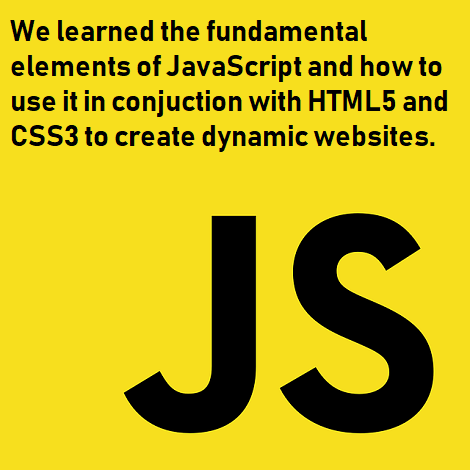 We learned the fundamental
elements of JavaScript and how to
use it in conjuction with HTML5 and
CSS3 to create dynamic websites.
JS